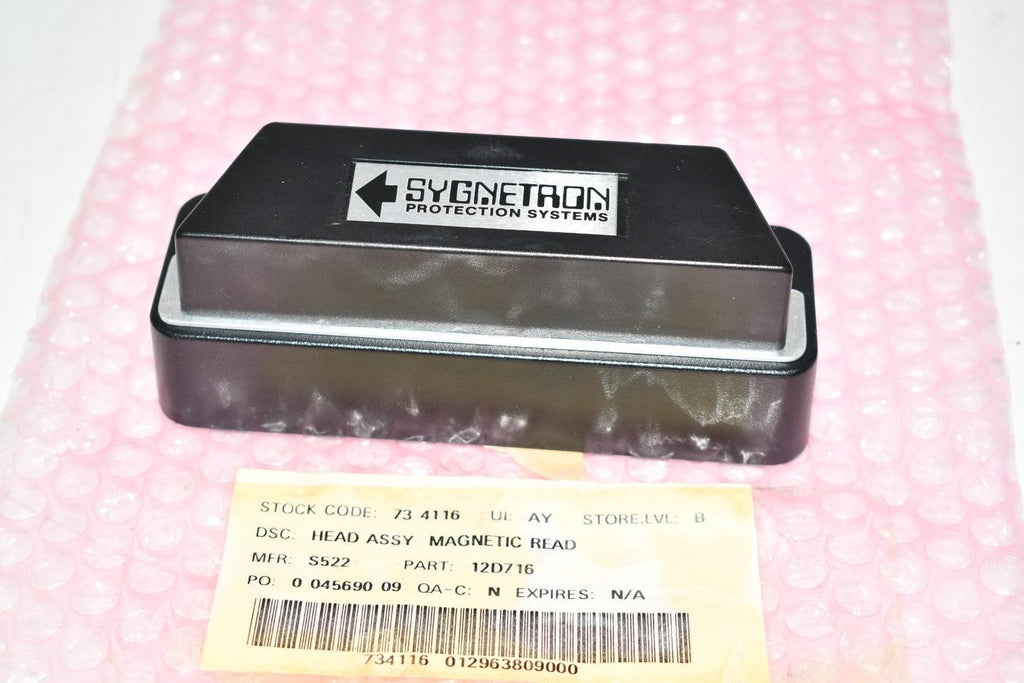 SYGNETRON
PROTECTION SYSTEMS
STOCK CODE: 73 4116 UI: AY STORE.LVL: B
DSC. HEAD ASSY MAGNETIC READ
MFR: S522 PART: 12D716
PO: 0 045690 09 QA-C: N EXPIRES: N/A
734116 012963809000